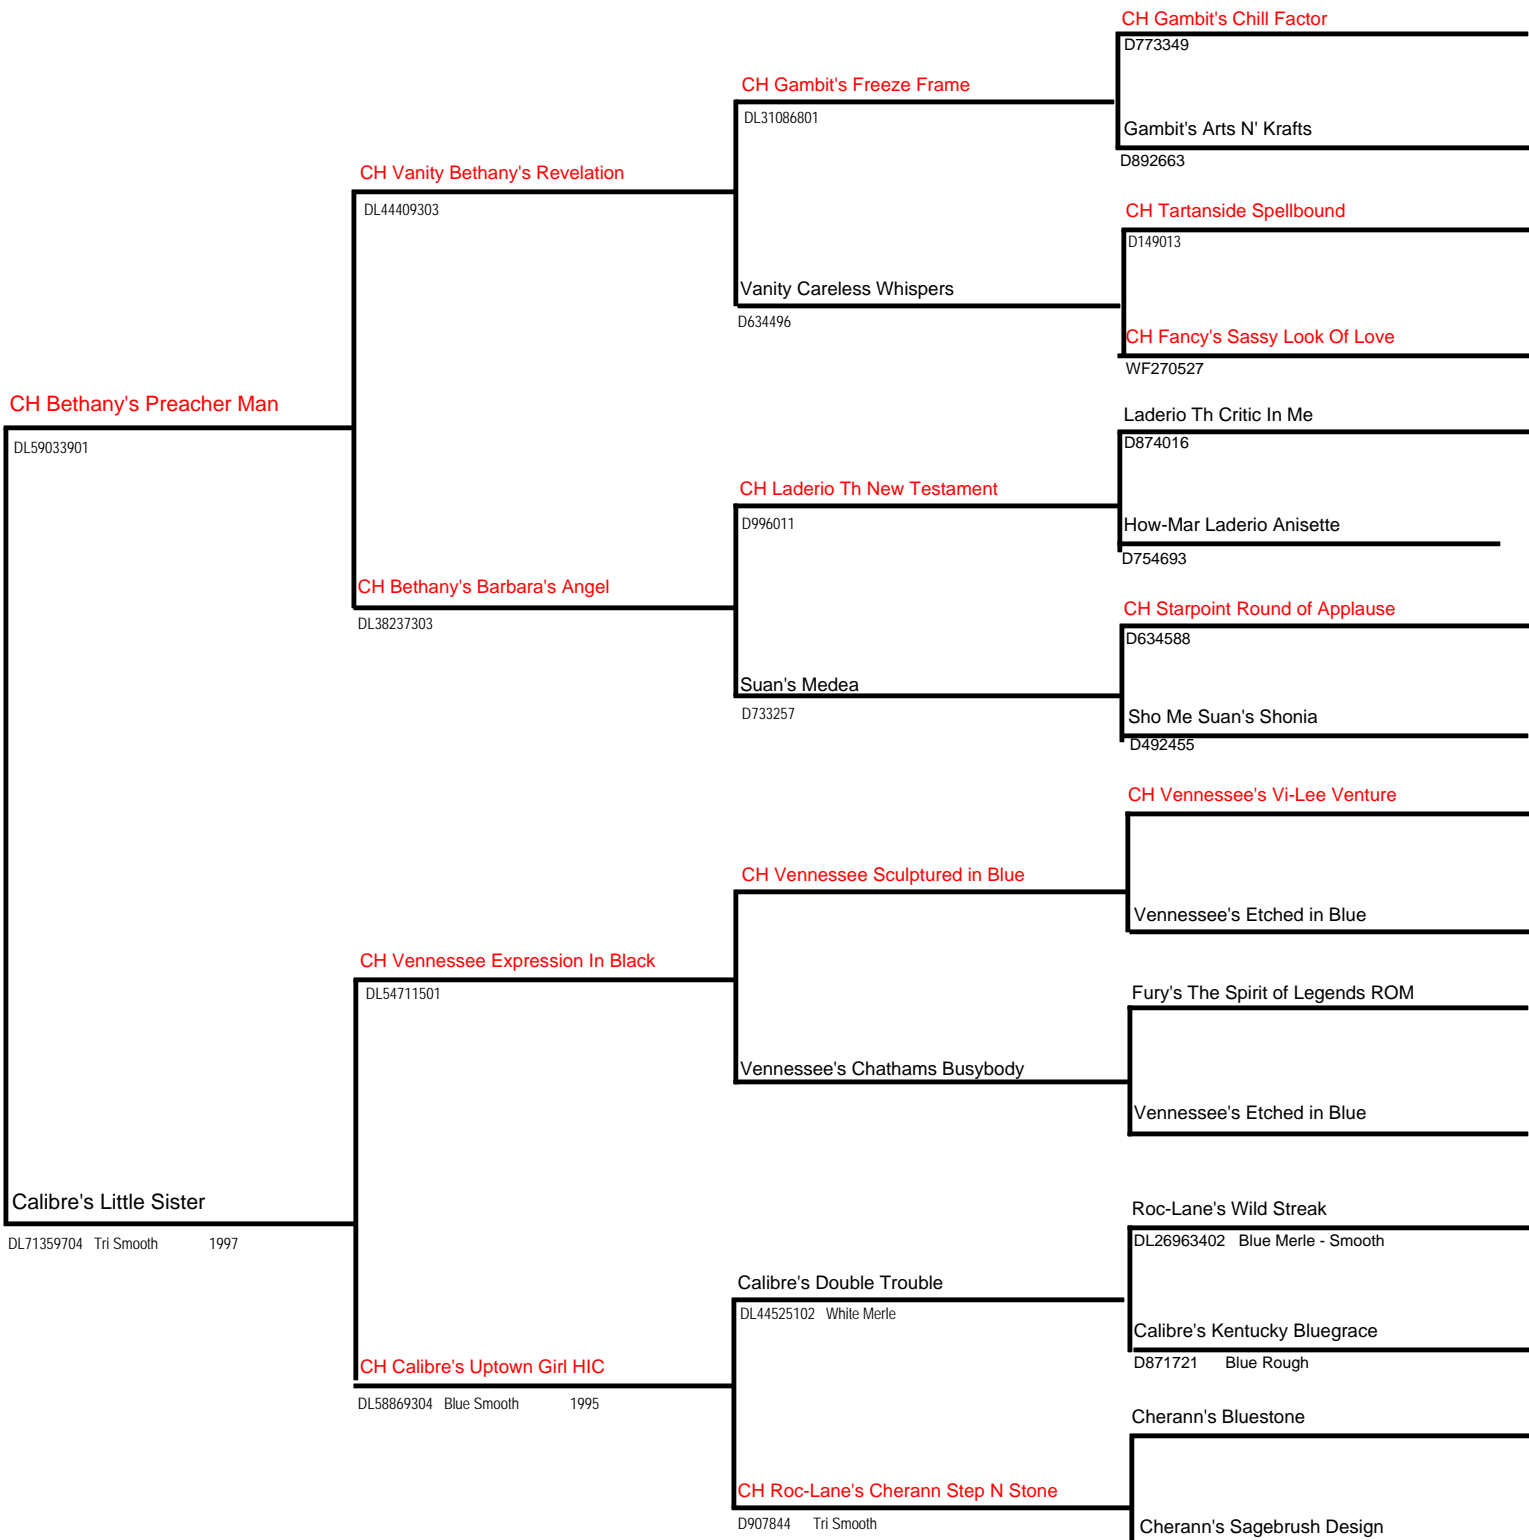 CH Gambit's Chill Factor
D773349
CH Gambit's Freeze Frame
DL31086801
Gambit's Arts N' Krafts
D892663
CH Vanity Bethany's Revelation
DL44409303
CH Tartanside Spellbound
D149013
Vanity Careless Whispers
D634496
CH Fancy's Sassy Look Of Love
WF270527
CH Bethany's Preacher Man
DL59033901
Laderio Th Critic In Me
D874016
CH Laderio Th New Testament
D996011
How-Mar Laderio Anisette
D754693
CH Bethany's Barbara's Angel
DL38237303
CH Starpoint Round of Applause
D634588
Suan's Medea
D733257
Sho Me Suan's Shonia
D492455
CH Vennessee's Vi-Lee Venture
CH Vennessee Sculptured in Blue
Vennessee's Etched in Blue
CH Vennessee Expression In Black
DL54711501
Fury's The Spirit of Legends ROM
Vennessee's Chathams Busybody
Vennessee's Etched in Blue
Calibre's Little Sister
DL71359704 Tri Smooth 1997
Roc-Lane's Wild Streak
DL26963402 Blue Merle - Smooth
Calibre's Double Trouble
DL44525102 White Merle
Calibre's Kentucky Bluegrace
D871721 Blue Rough
CH Calibre's Uptown Girl HIC
DL58869304 Blue Smooth 1995
Cherann's Bluestone
CH Roc-Lane's Cherann Step N Stone
D907844 Tri Smooth
Cherann's Sagebrush Design